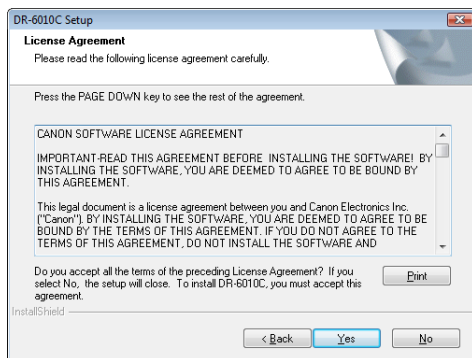 DR-6010C Setup
License Agreement
Please read the following license agreement carefully.
Press the PAGE DOWN key to see the rest of the agreement.
CANON SOFTWARE LICENSE AGREEMENT
IMPORTANT-READ THIS AGREEMENT BEFORE  INSTALLING THE SOFTWARE!  BY
INSTALLING THE SOFTWARE, YOU ARE DEEMED TO AGREE TO BE BOUND BY
THIS AGREEMENT.
This legal document is a license agreement between you and Canon Electronics Inc.
("Canon"). BY INSTALLING THE SOFTWARE, YOU ARE DEEMED TO AGREE TO BE
BOUND BY THE TERMS OF THIS AGREEMENT. IF YOU DO NOT AGREE TO THE
TERMS OF THIS AGREEMENT, DO NOT INSTALL THE SOFTWARE AND
Do you accept all the terms of the preceding License Agreement?  If you
select No,  the setup will close.  To install DR-6010C, you must accept this
agreement.
Print
InstallShield
< Back
Yes
No